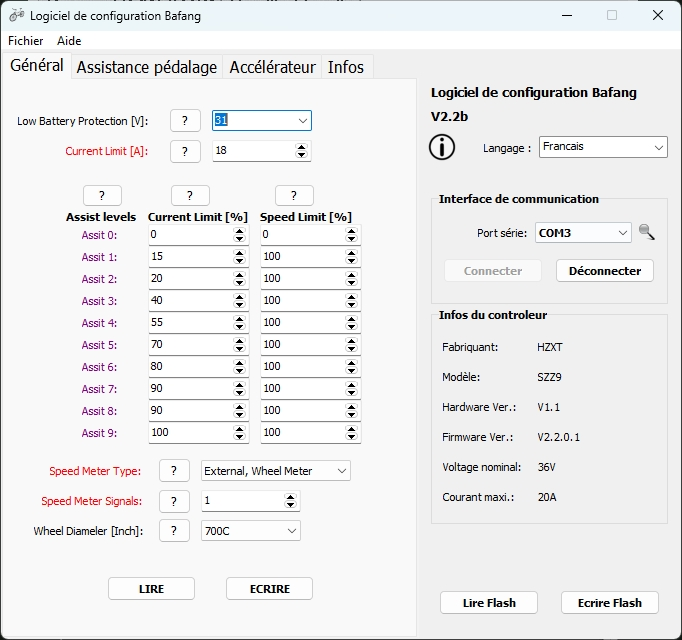 Logiciel de configuration Bafang
Fichier Aide
Général Assistance pédalage Accélérateur Infos
Low Battery Protection [V]: ? 31
Current Limit [A]: ? 18
? ? ?
Assist levels Current Limit [%] Speed Limit [%]
Assit 0: 0 0
Assit 1: 15 100
Assit 2: 20 100
Assit 3: 40 100
Assit 4: 55 100
Assit 5: 70 100
Assit 6: 80 100
Assit 7: 90 100
Assit 8: 90 100
Assit 9: 100 100
Speed Meter Type: ? External, Wheel Meter
Speed Meter Signals: ? 1
Wheel Diameler [Inch]: ? 700C
LIRE ECRIRE
Logiciel de configuration Bafang
V2.2b
Langage : Francais
Interface de communication
Port série: COM3
Connecter Déconnecter
Infos du controleur
Fabriquant: HZXT
Modèle: SZZ9
Hardware Ver.: V1.1
Firmware Ver.: V2.2.0.1
Voltage nominal: 36V
Courant maxi.: 20A
Lire Flash Ecrire Flash